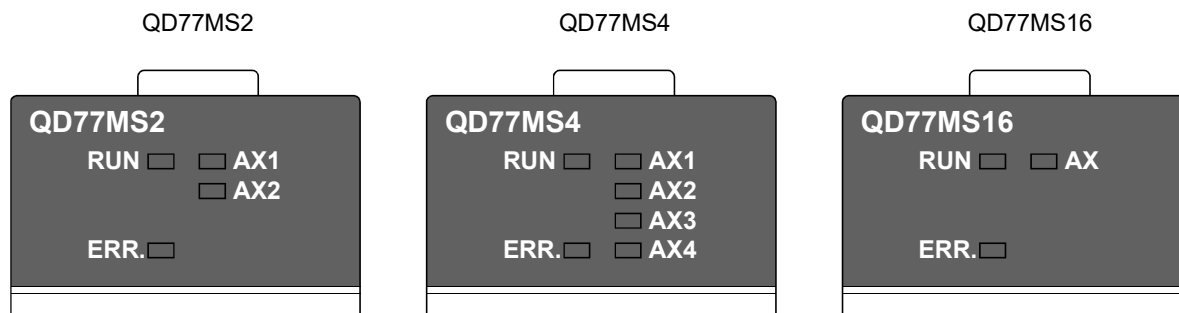 QD77MS2
QD77MS2
RUN AX1
AX2
ERR.
QD77MS4
QD77MS4
RUN AX1
AX2
AX3
ERR. AX4
QD77MS16
QD77MS16
RUN AX
ERR.